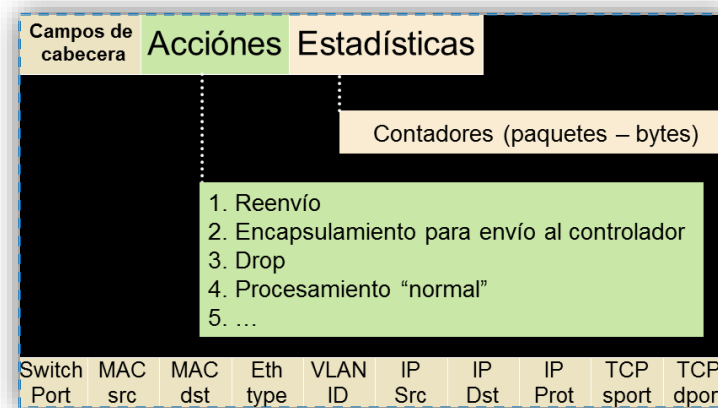 Campos de cabecera
Acciónes
Estadísticas
Contadores (paquetes – bytes)
1. Reenvío
2. Encapsulamiento para envío al controlador
3. Drop
4. Procesamiento “normal”
5. …
Switch Port
MAC src
MAC dst
Eth type
VLAN ID
IP Src
IP Dst
IP Prot
TCP sport
TCP dpor